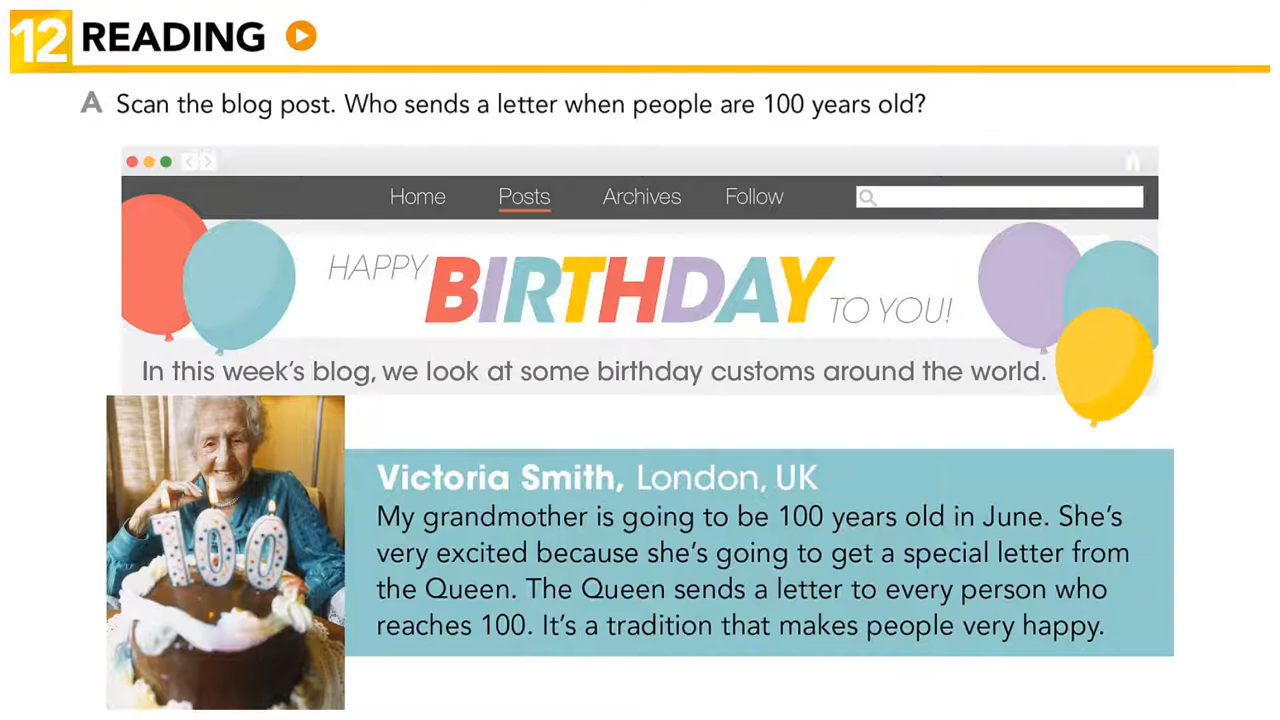 12 READING
A Scan the blog post. Who sends a letter when people are 100 years old?
Home Posts Archives Follow
HAPPY BIRTHDAY TO YOU!
In this week's blog, we look at some birthday customs around the world.
100
Victoria Smith, London, UK
My grandmother is going to be 100 years old in June. She's
very excited because she's going to get a special letter from
the Queen. The Queen sends a letter to every person who
reaches 100. It's a tradition that makes people very happy.